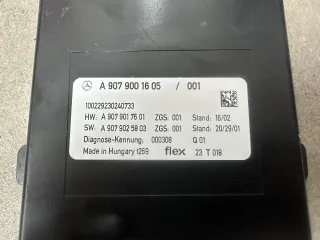 A 907 900 16 05 / 001
100229230240733
HW: A 907 901 76 01 ZGS: 001 Stand: 16/02
SW: A 907 902 58 03 ZGS: 001 Stand: 20/29/01
Diagnose-Kennung: 000308 Q 01
Made in Hungary t269 flex 23 T 018